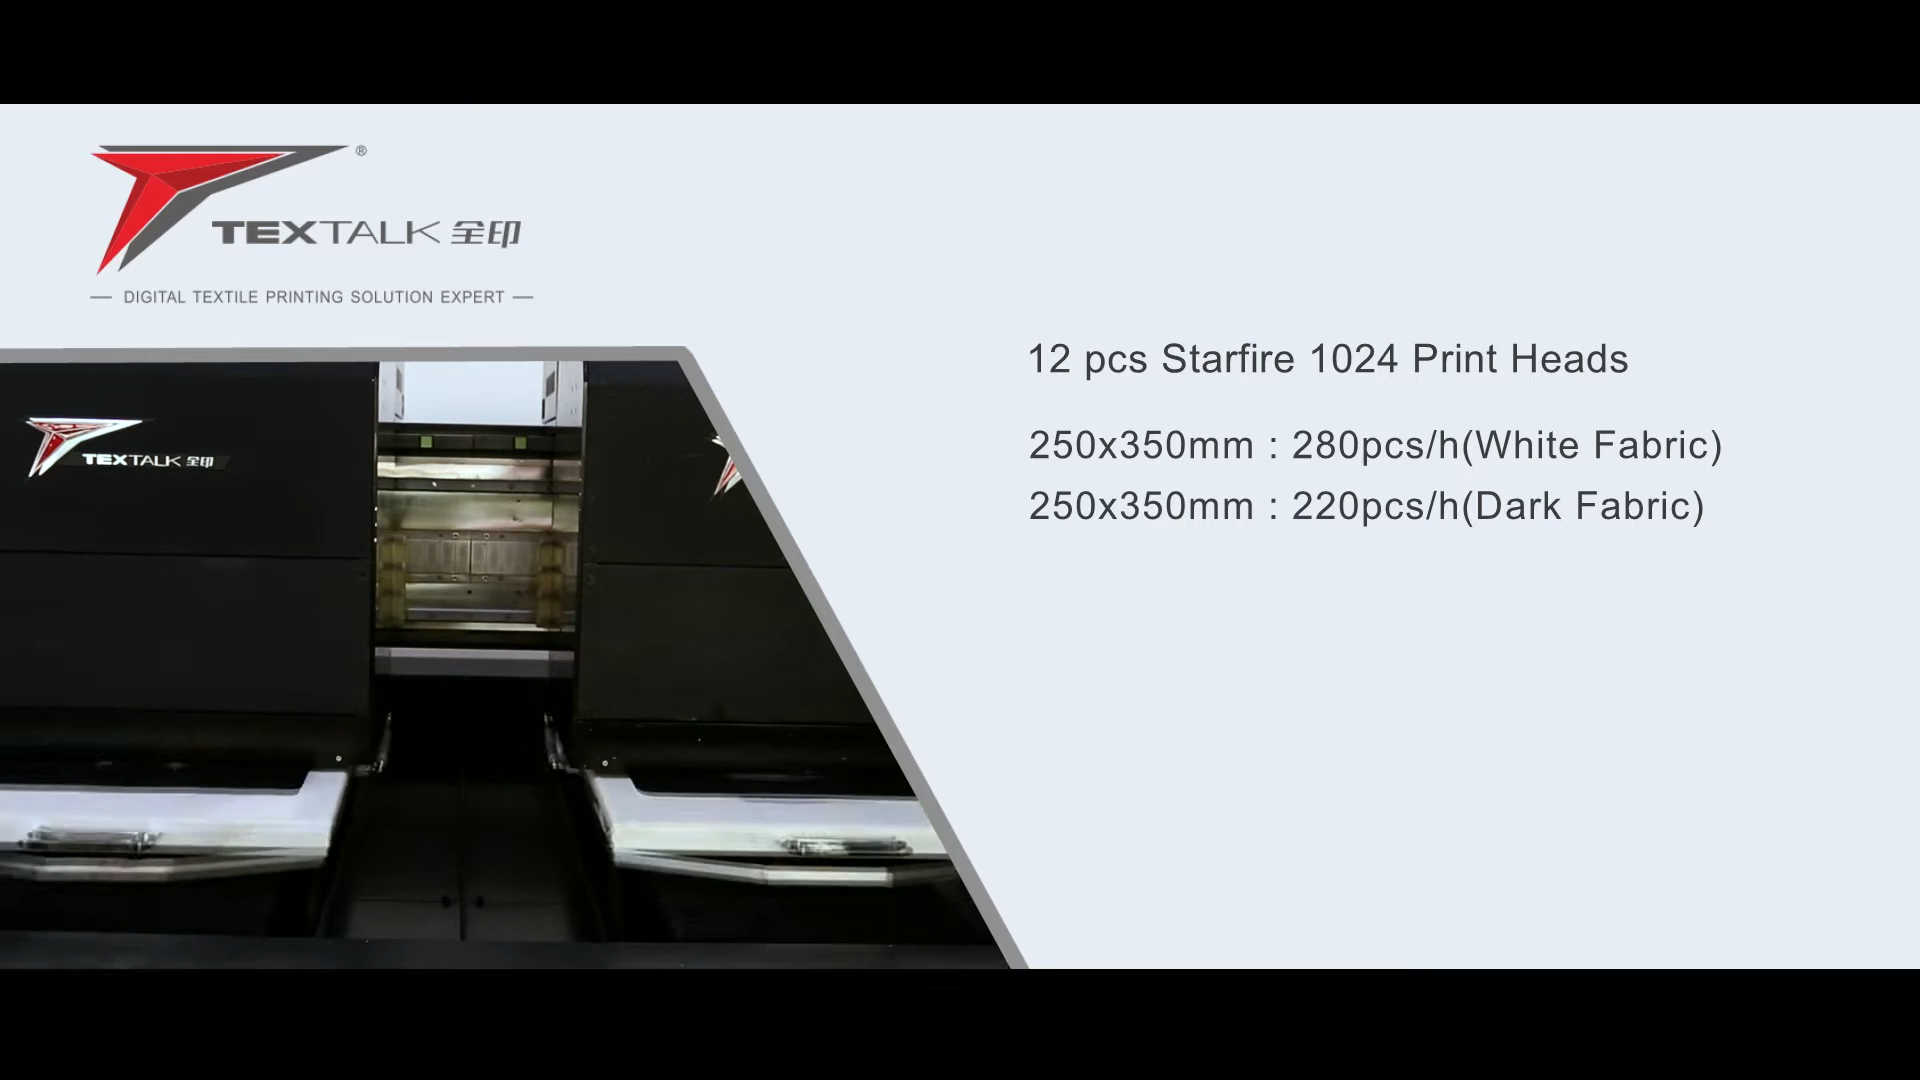 ®
TEXTALK 全印
— DIGITAL TEXTILE PRINTING SOLUTION EXPERT —
12 pcs Starfire 1024 Print Heads
250x350mm : 280pcs/h(White Fabric)
250x350mm : 220pcs/h(Dark Fabric)
TEXTALK 全印